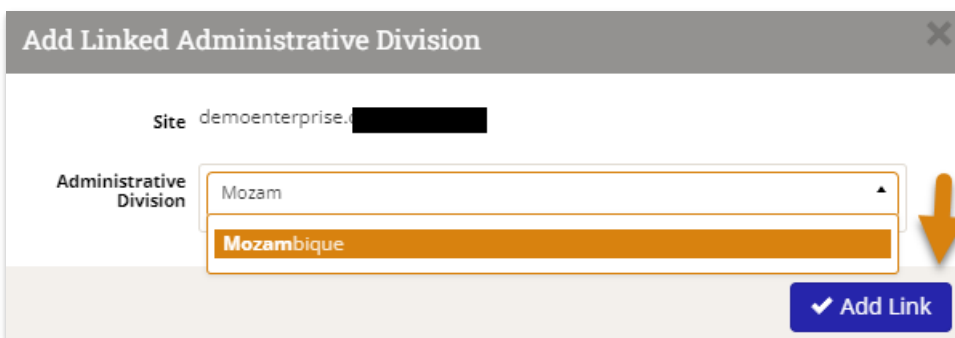 Add Linked Administrative Division
Site demoenterprise.
Administrative
Division
Mozam
Mozambique
Add Link